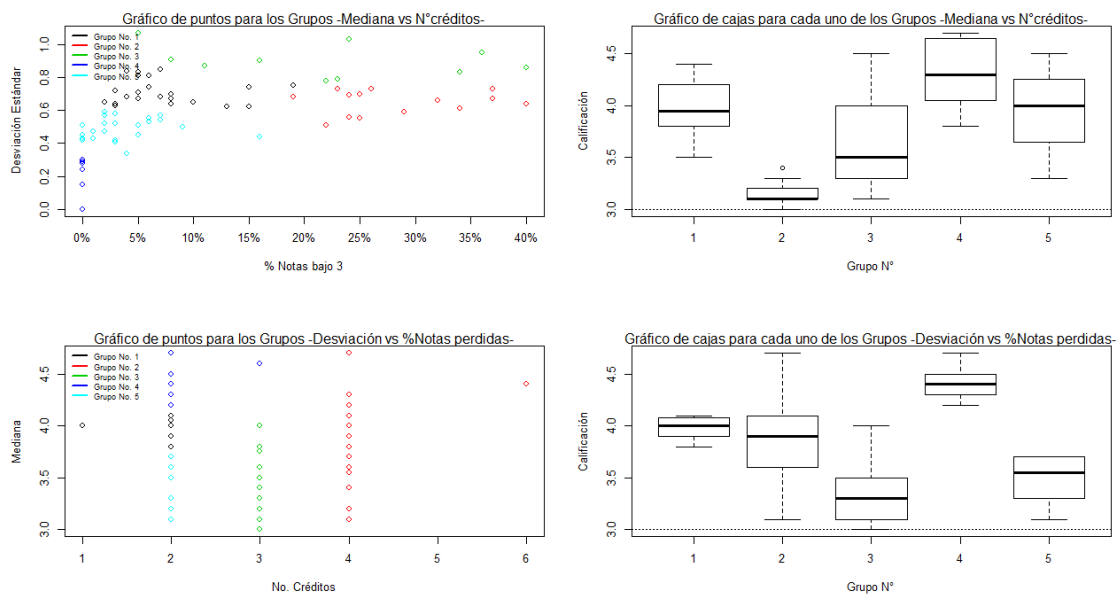 Gráfico de puntos para los Grupos -Mediana vs N°créditos-
Grupo No. 1
Grupo No. 2
Grupo No. 3
Grupo No. 4
Desviación Estándar
0.0
0.2
0.4
0.6
0.8
1.0
0%
5%
10%
15%
20%
25%
30%
35%
40%
% Notas bajo 3
Gráfico de cajas para cada uno de los Grupos -Mediana vs N°créditos-
Calificación
3.0
3.5
4.0
4.5
1
2
3
4
5
Grupo N°
Gráfico de puntos para los Grupos -Desviación vs %Notas perdidas-
Grupo No. 1
Grupo No. 2
Grupo No. 3
Grupo No. 4
Grupo No. 5
Mediana
3.0
3.5
4.0
4.5
1
2
3
4
5
6
No. Créditos
Gráfico de cajas para cada uno de los Grupos -Desviación vs %Notas perdidas-
Calificación
3.0
3.5
4.0
4.5
1
2
3
4
5
Grupo N°